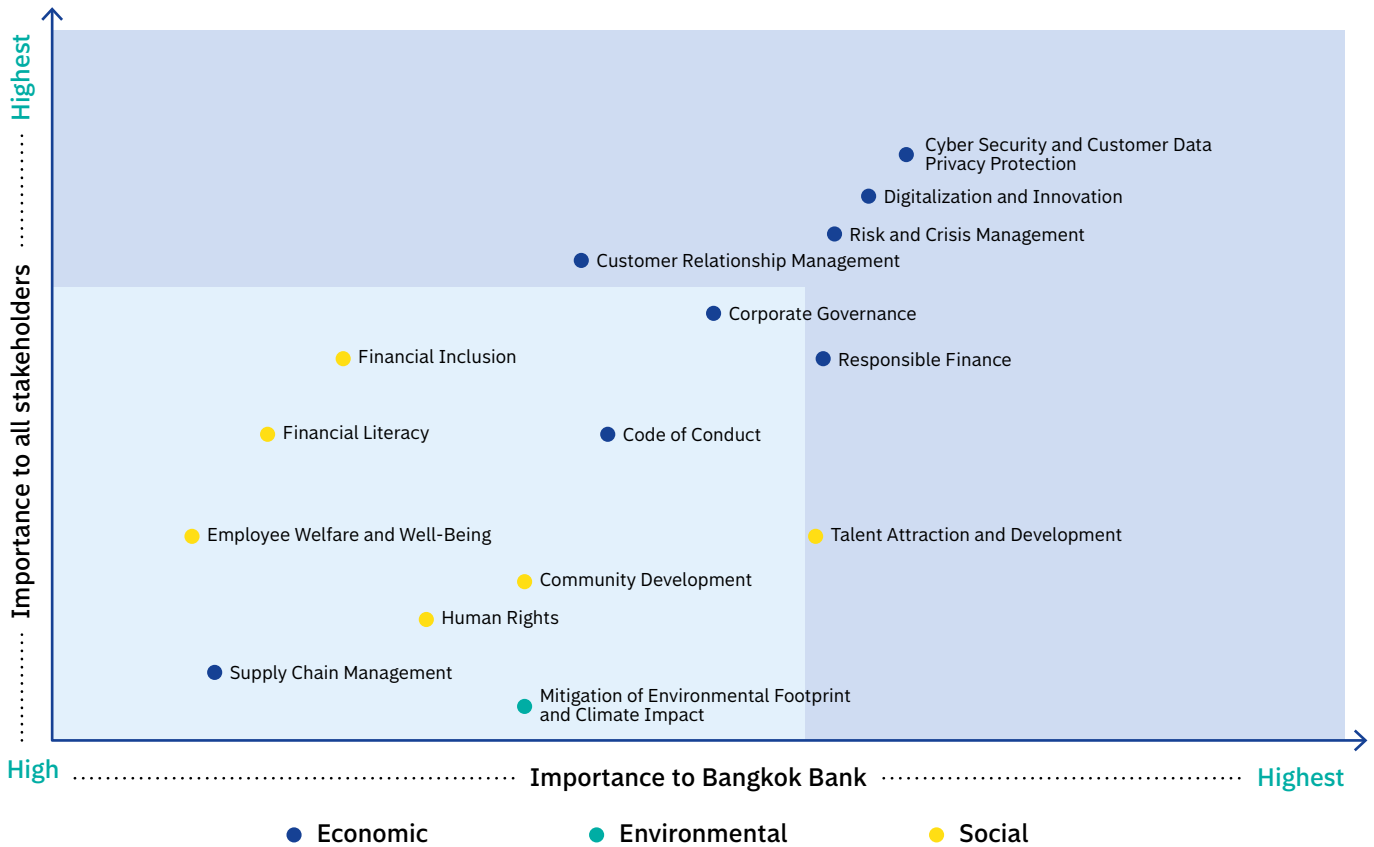 Highest
Importance to all stakeholders
Cyber Security and Customer Data
Privacy Protection
Digitalization and Innovation
Risk and Crisis Management
Customer Relationship Management
Corporate Governance
Financial Inclusion
Responsible Finance
Financial Literacy
Code of Conduct
Employee Welfare and Well-Being
Talent Attraction and Development
Community Development
Human Rights
Supply Chain Management
Mitigation of Environmental Footprint
and Climate Impact
High
Importance to Bangkok Bank
Highest
Economic
Environmental
Social